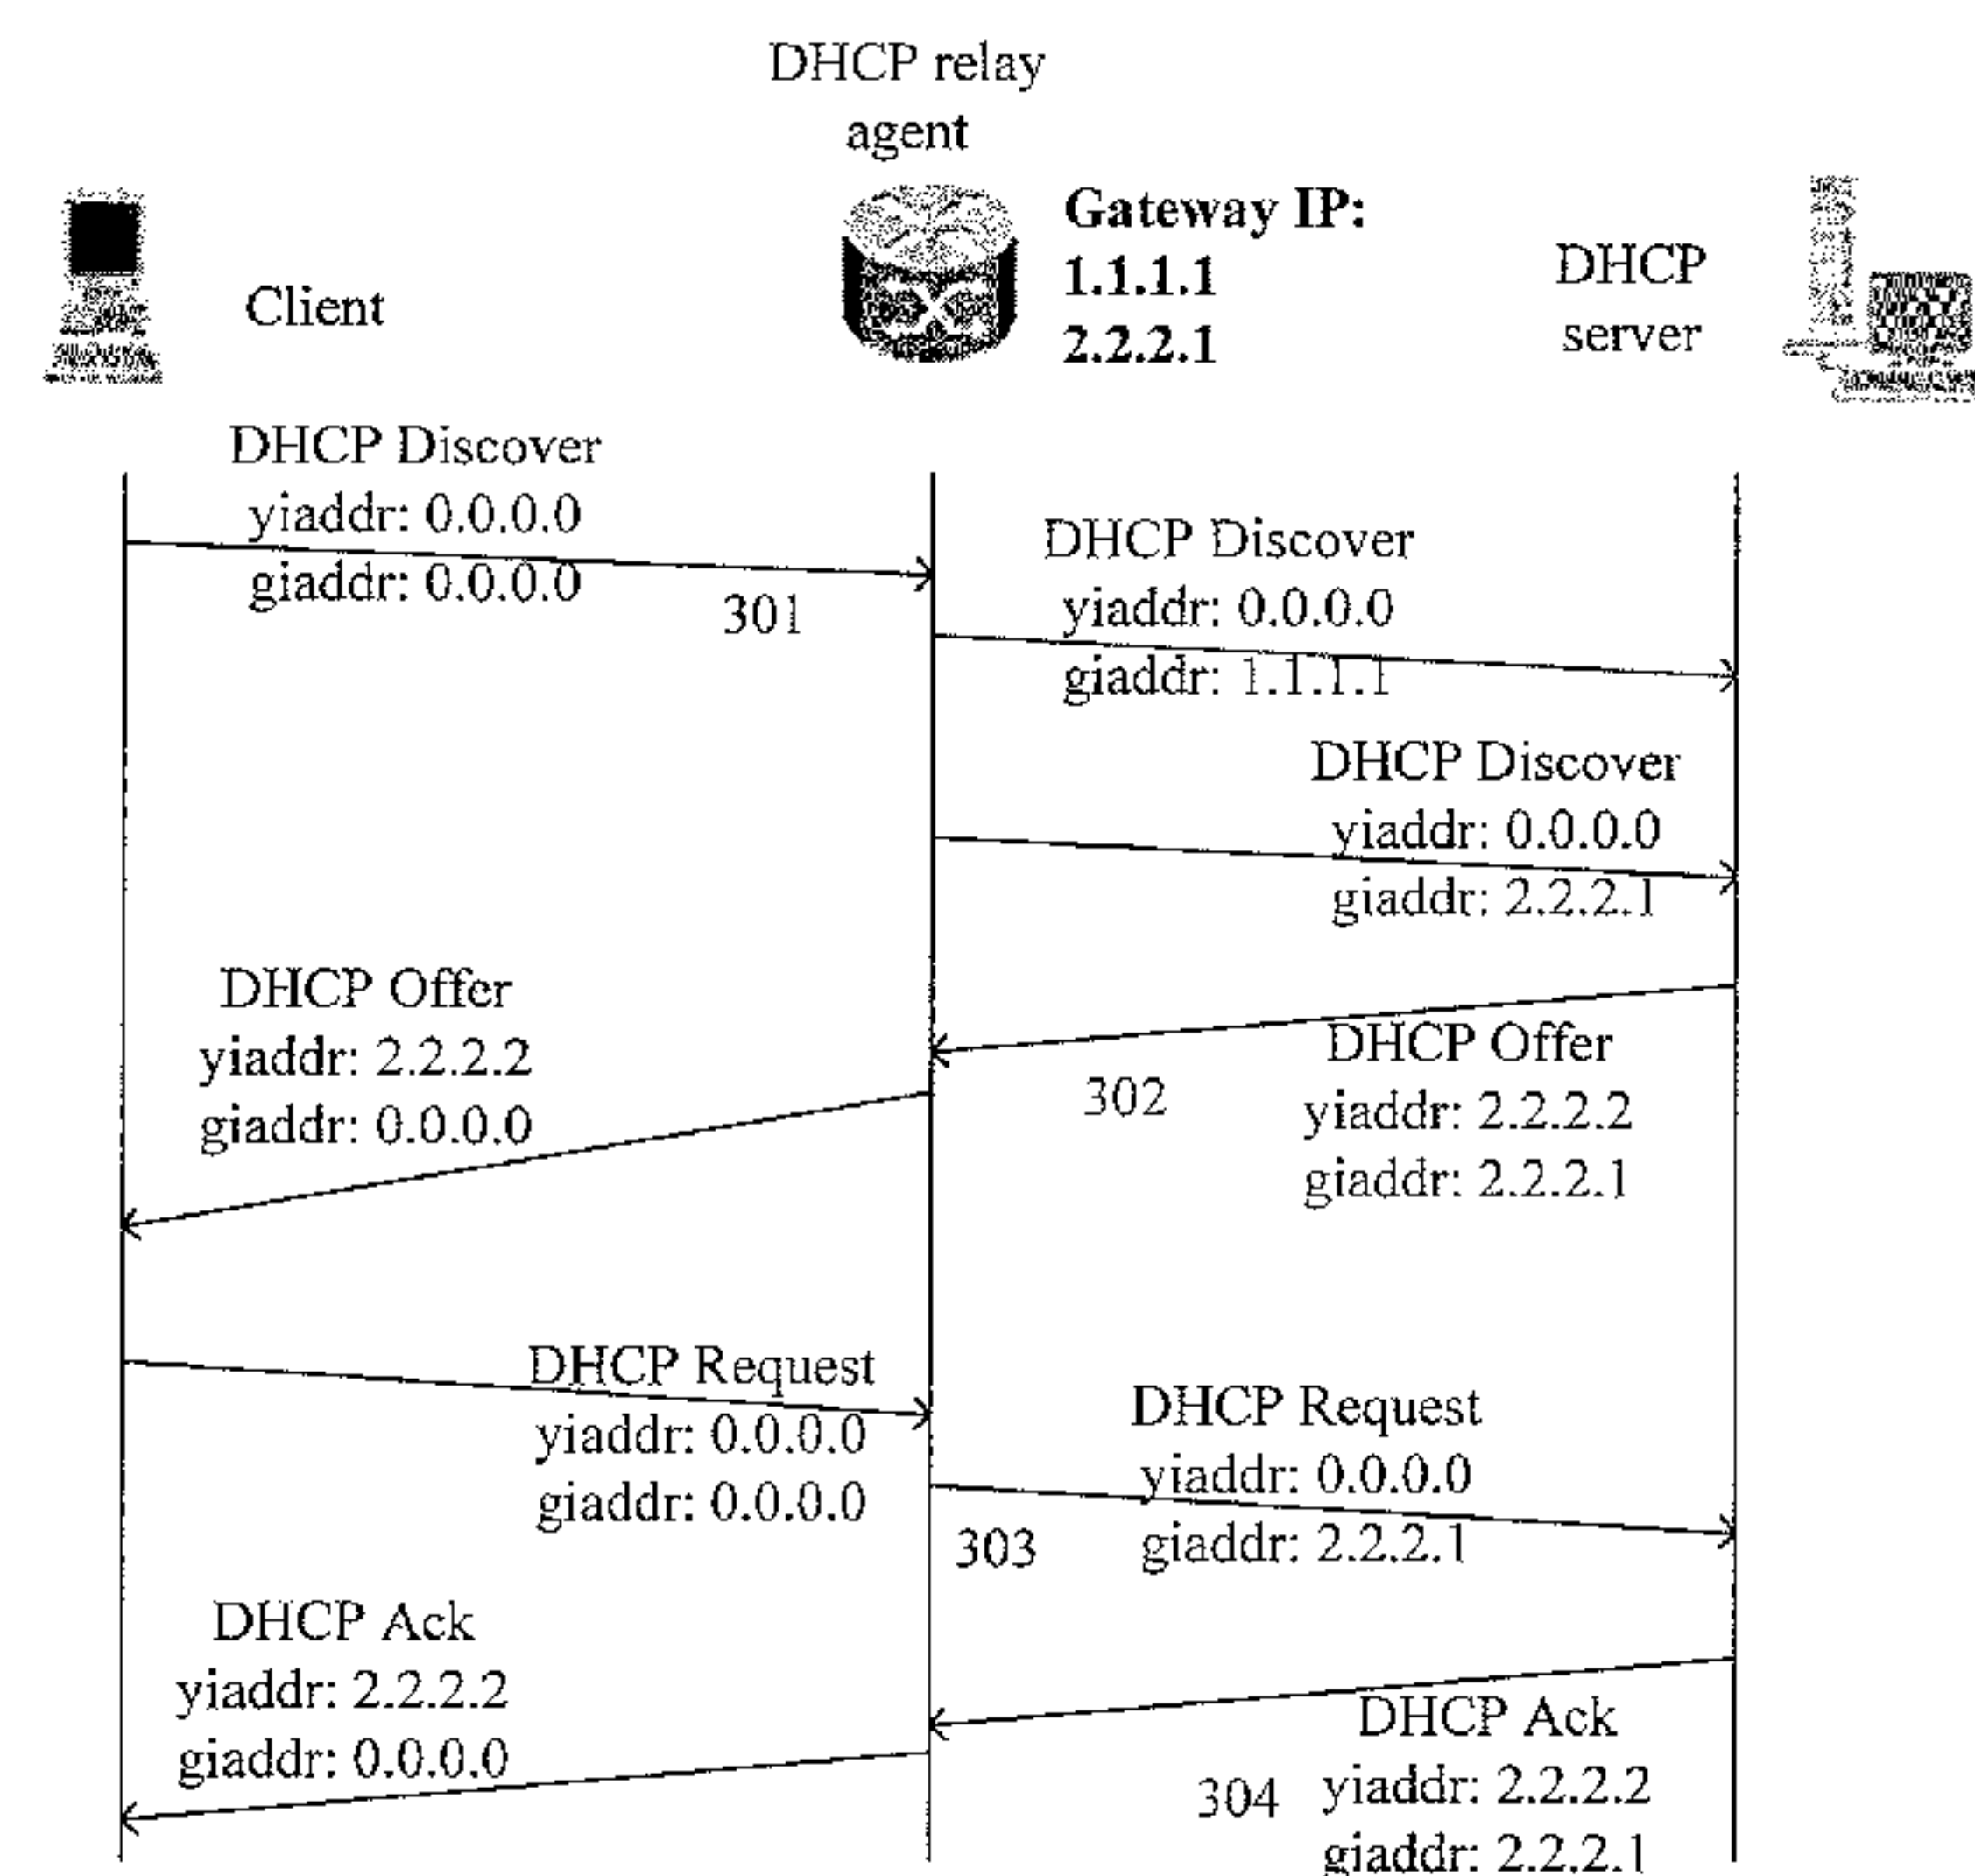 DHCP relay
agent
Gateway IP:
1.1.1.1
2.2.2.1
Client
DHCP
server
DHCP Discover
yiaddr: 0.0.0.0
giaddr: 0.0.0.0
301
DHCP Discover
yiaddr: 0.0.0.0
giaddr: 1.1.1.1
DHCP Discover
yiaddr: 0.0.0.0
giaddr: 2.2.2.1
DHCP Offer
yiaddr: 2.2.2.2
giaddr: 0.0.0.0
302
DHCP Offer
yiaddr: 2.2.2.2
giaddr: 2.2.2.1
DHCP Request
yiaddr: 0.0.0.0
giaddr: 0.0.0.0
DHCP Request
yiaddr: 0.0.0.0
giaddr: 2.2.2.1
303
DHCP Ack
yiaddr: 2.2.2.2
giaddr: 0.0.0.0
304
DHCP Ack
yiaddr: 2.2.2.2
giaddr: 2.2.2.1